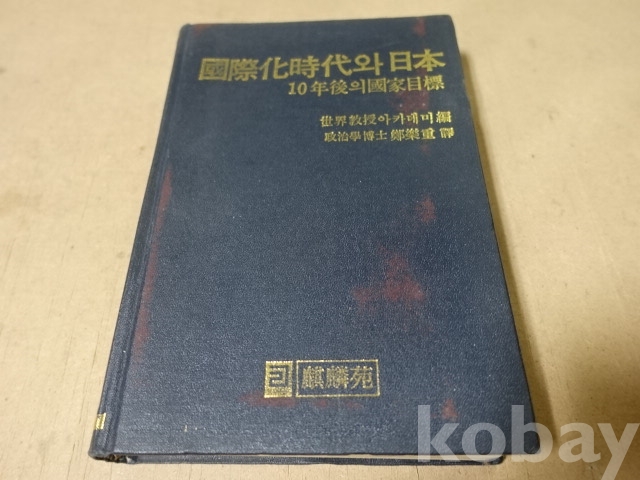 國際化時代와 日本
10年後의 國家目標
世界教授아카데미 編
政治學博士 鄭樂重 譯
麒麟苑
kobay